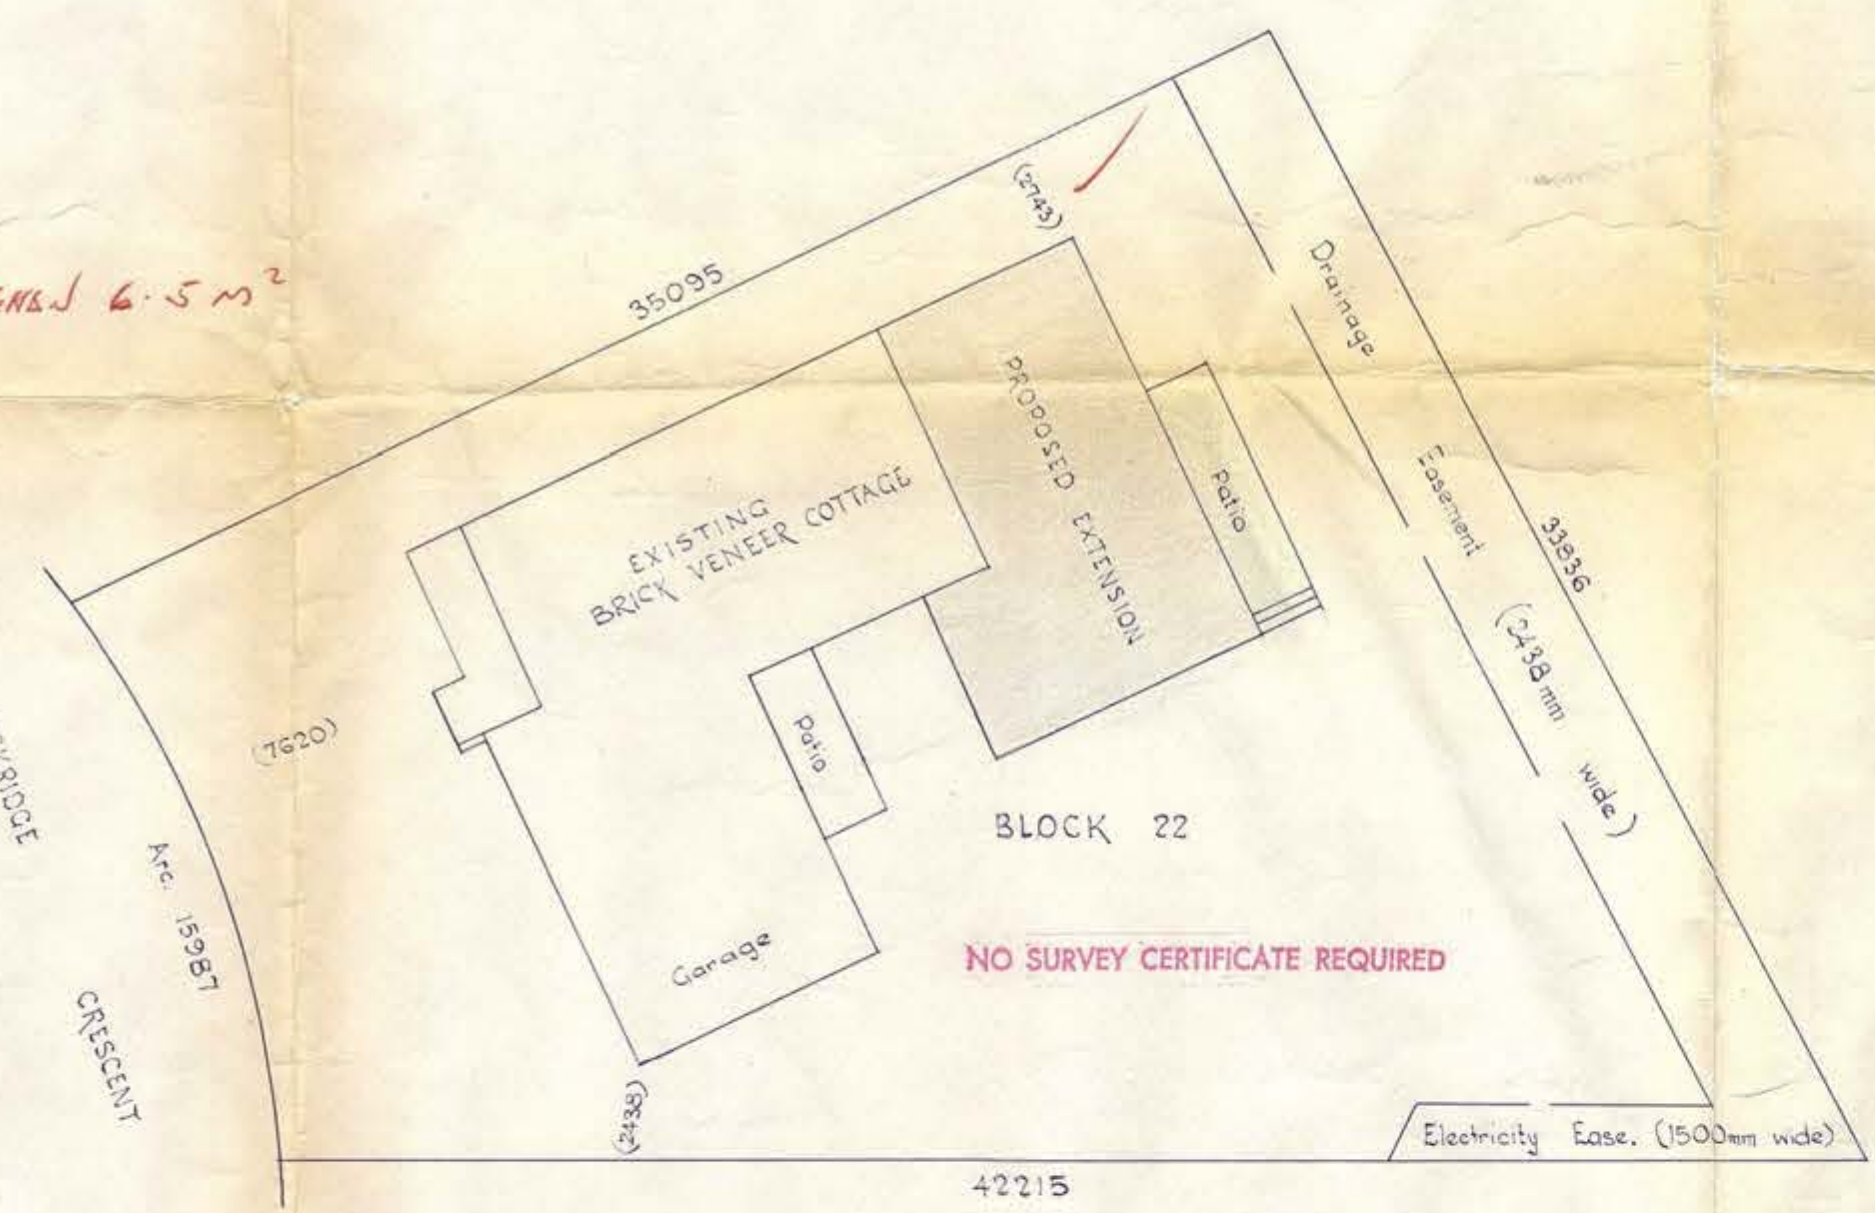 6.5 m²
35095
(2743)
Drainage
Easement
(2438 mm
wide)
33836
PROPOSED EXTENSION
Patio
EXISTING
BRICK VENEER COTTAGE
(7620)
Patio
BLOCK 22
Arc. 15987
CRESCENT
Garage
NO SURVEY CERTIFICATE REQUIRED
(2438)
Electricity Ease. (1500mm wide)
42215